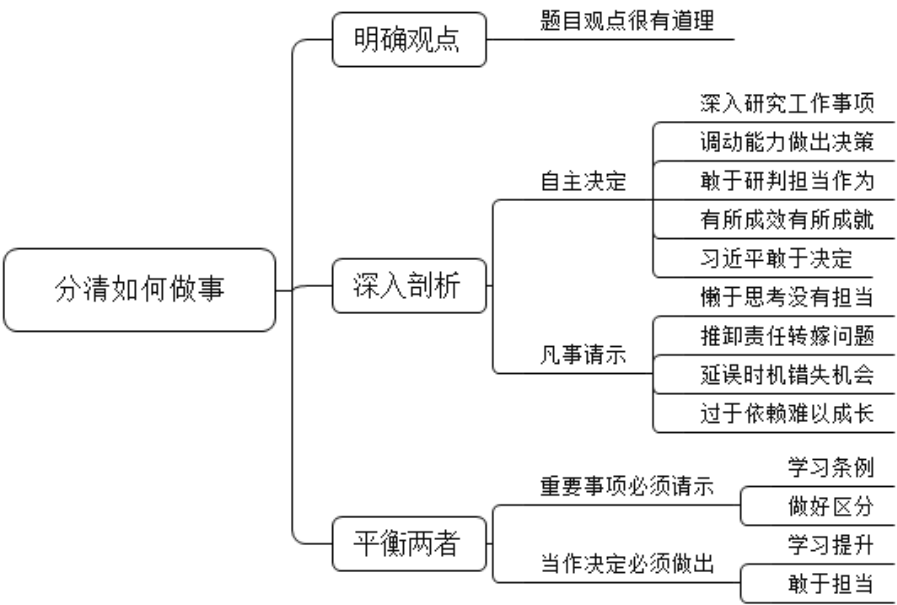 分清如何做事
明确观点
题目观点很有道理
深入剖析
自主决定
深入研究工作事项
调动能力做出决策
敢于研判担当作为
有所成效有所成就
习近平敢于决定
凡事请示
懒于思考没有担当
推卸责任转嫁问题
延误时机错失机会
过于依赖难以成长
平衡两者
重要事项必须请示
学习条例
做好区分
当作决定必须做出
学习提升
敢于担当